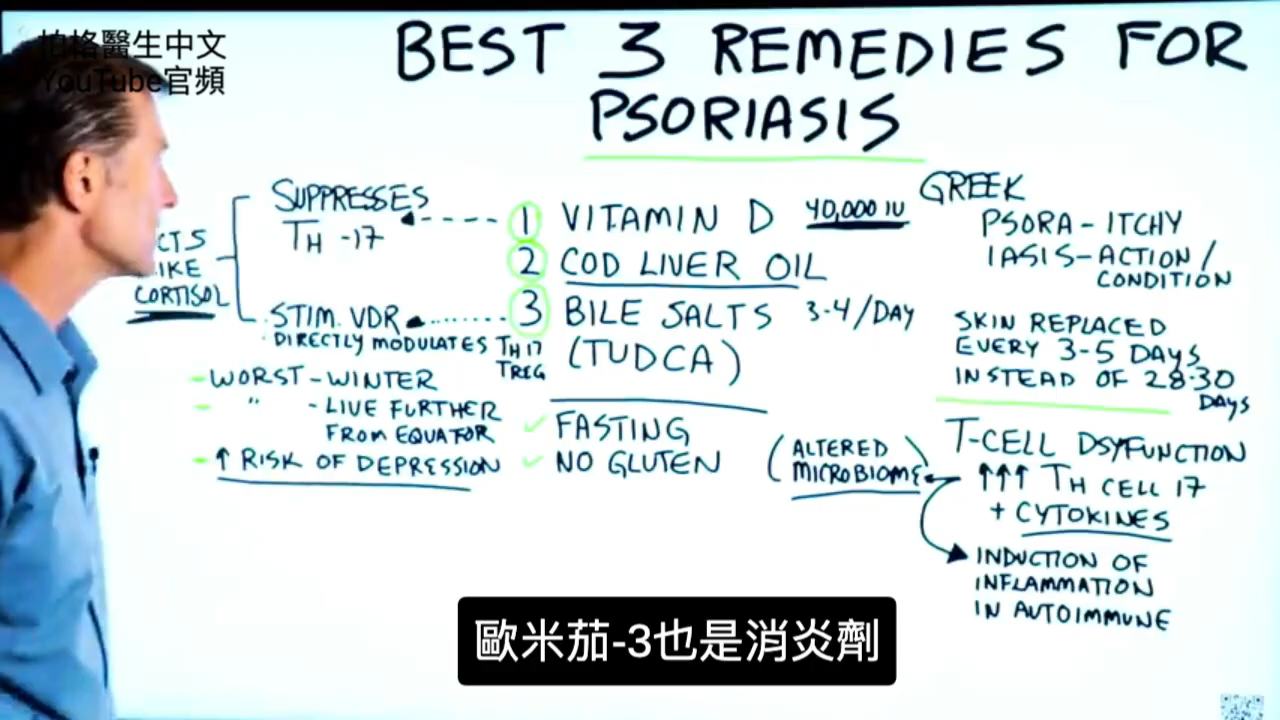 柏格醫生中文
YouTube官頻
BEST 3 REMEDIES FOR
PSORIASIS
SUPPRESSES
TH -17
CTS
IKE
CORTISOL
STIM. VDR
DIRECTLY MODULATES TH 17
TREG
1 VITAMIN D 40,000 IU
2 COD LIVER OIL
3 BILE SALTS 3-4/DAY
(TUDCA)
- WORST - WINTER
- " - LIVE FURTHER
FROM EQUATOR
- ↑ RISK OF DEPRESSION
✓ FASTING
✓ NO GLUTEN
GREEK
PSORA - ITCHY
IASIS - ACTION /
CONDITION
SKIN REPLACED
EVERY 3-5 DAYS
INSTEAD OF 28-30
DAYS
T-CELL DSYFUNCTION
↑↑↑ TH CELL 17
+ CYTOKINES
(ALTERED
MICROBIOME)
INDUCTION OF
INFLAMMATION
IN AUTOIMMUNE
歐米茄-3也是消炎劑